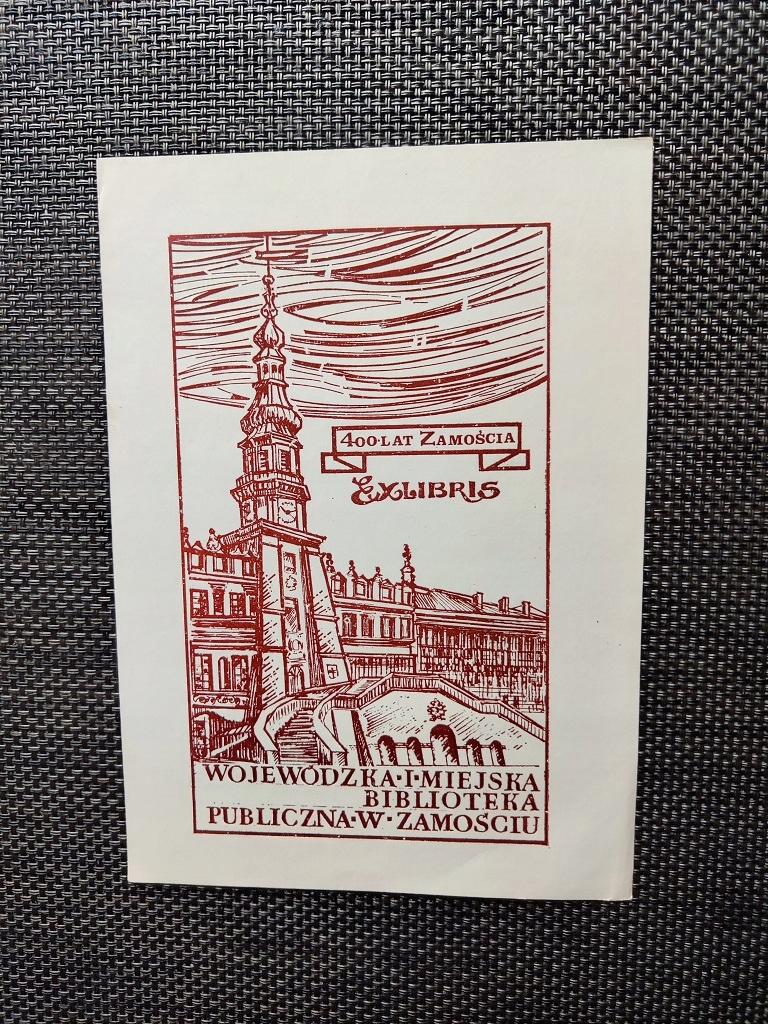 400·LAT ZAMOŚCIA
EXLIBRIS
WOJEWÓDZKA·I·MIEJSKA
BIBLIOTEKA
PUBLICZNA·W·ZAMOŚCIU